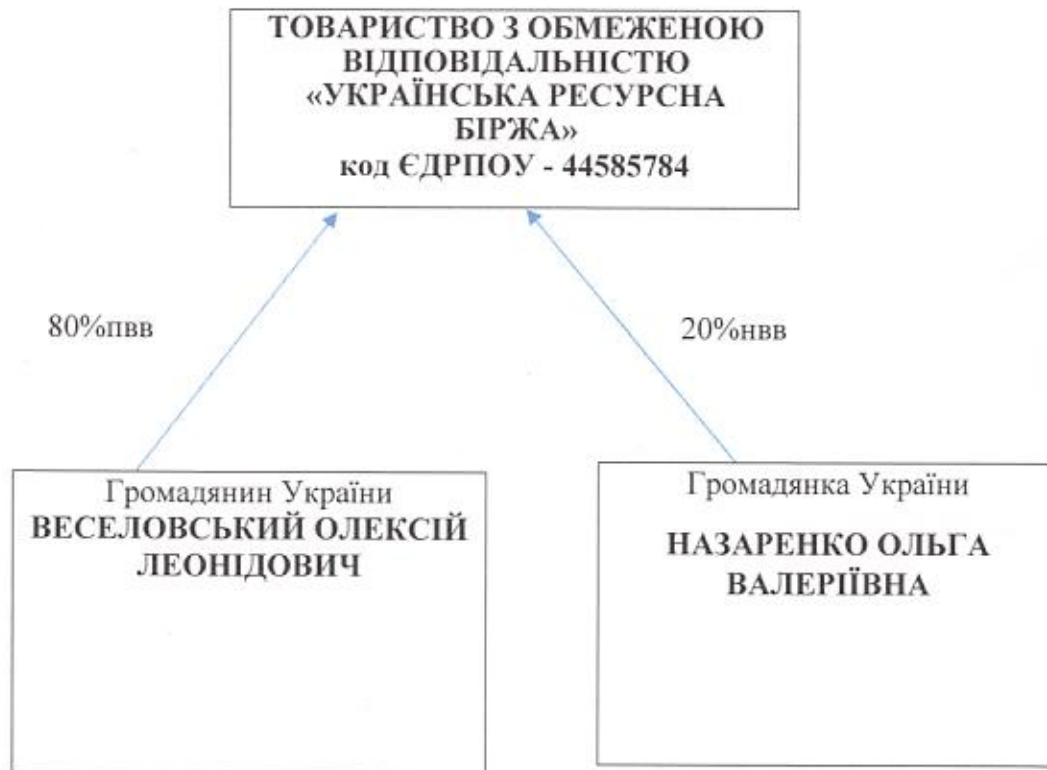 ТОВАРИСТВО З ОБМЕЖЕНОЮ
ВІДПОВІДАЛЬНІСТЮ
«УКРАЇНСЬКА РЕСУРСНА
БІРЖА»
код ЄДРПОУ - 44585784
80%пвв
20%нвв
Громадянин України
ВЕСЕЛОВСЬКИЙ ОЛЕКСІЙ
ЛЕОНІДОВИЧ
Громадянка України
НАЗАРЕНКО ОЛЬГА
ВАЛЕРІЇВНА